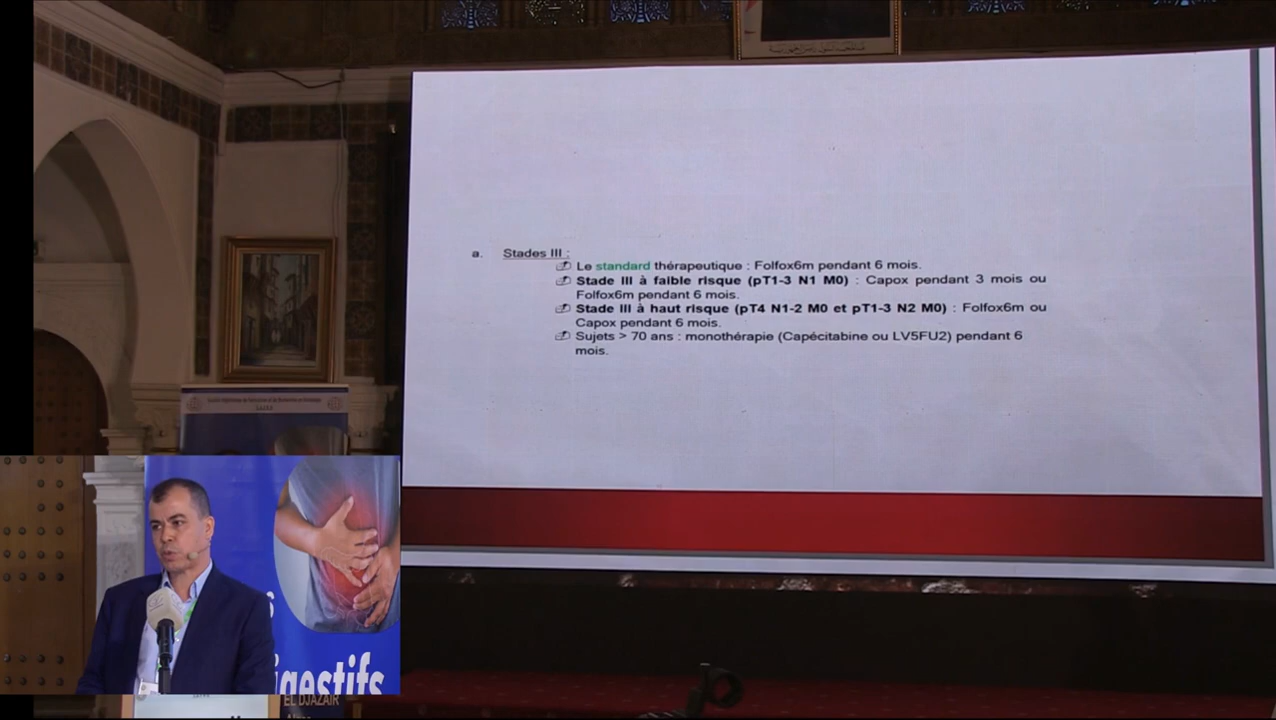 a. Stades III :
Le standard thérapeutique : Folfox6m pendant 6 mois.
Stade III à faible risque (pT1-3 N1 M0) : Capox pendant 3 mois ou
Folfox6m pendant 6 mois.
Stade III à haut risque (pT4 N1-2 M0 et pT1-3 N2 M0) : Folfox6m ou
Capox pendant 6 mois.
Sujets > 70 ans : monothérapie (Capécitabine ou LV5FU2) pendant 6
mois.
EL DJAZAIR